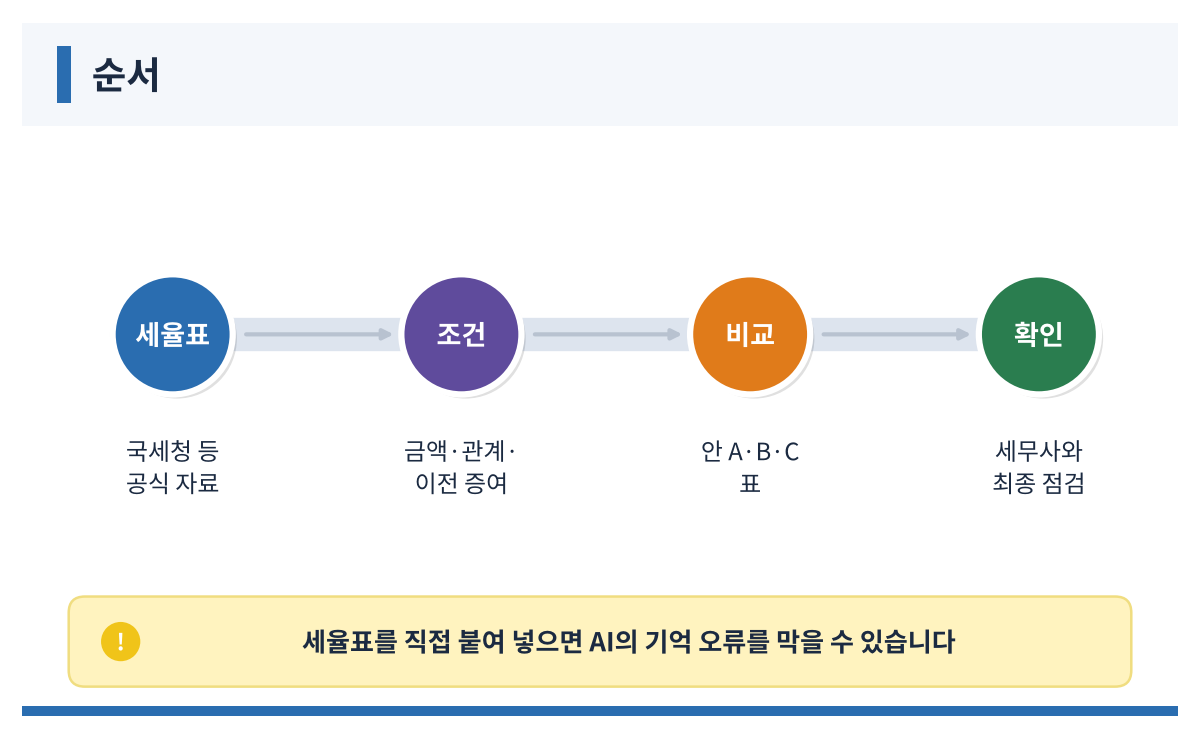 순서
세율표
조건
비교
확인
국세청 등
공식 자료
금액·관계·
이전 증여
안 A·B·C
표
세무사와
최종 점검
!
세율표를 직접 붙여 넣으면 AI의 기억 오류를 막을 수 있습니다